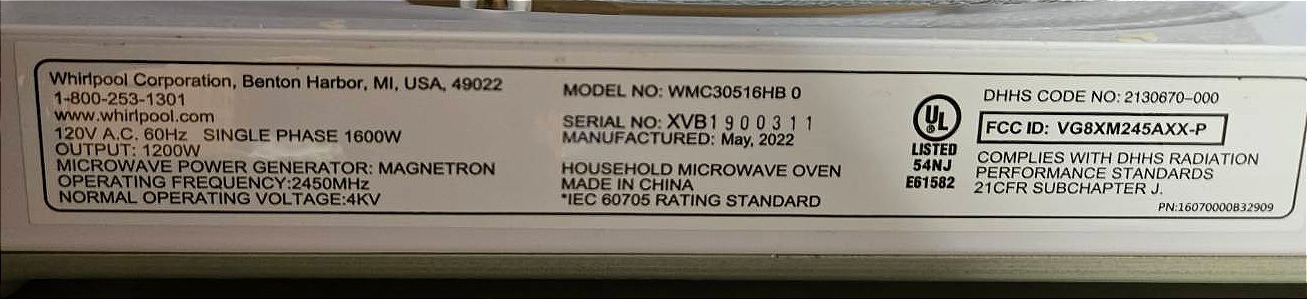 Whirlpool Corporation, Benton Harbor, MI, USA, 49022
1-800-253-1301
www.whirlpool.com
120V A.C. 60Hz SINGLE PHASE 1600W
OUTPUT: 1200W
MICROWAVE POWER GENERATOR: MAGNETRON
OPERATING FREQUENCY:2450MHz
NORMAL OPERATING VOLTAGE:4KV
MODEL NO: WMC30516HB 0
SERIAL NO: XVB1900311
MANUFACTURED: May, 2022
HOUSEHOLD MICROWAVE OVEN
MADE IN CHINA
*IEC 60705 RATING STANDARD
UL
LISTED
54NJ
E61582
DHHS CODE NO: 2130670-000
FCC ID: VG8XM245AXX-P
COMPLIES WITH DHHS RADIATION
PERFORMANCE STANDARDS
21CFR SUBCHAPTER J.
PN:16070000B32909